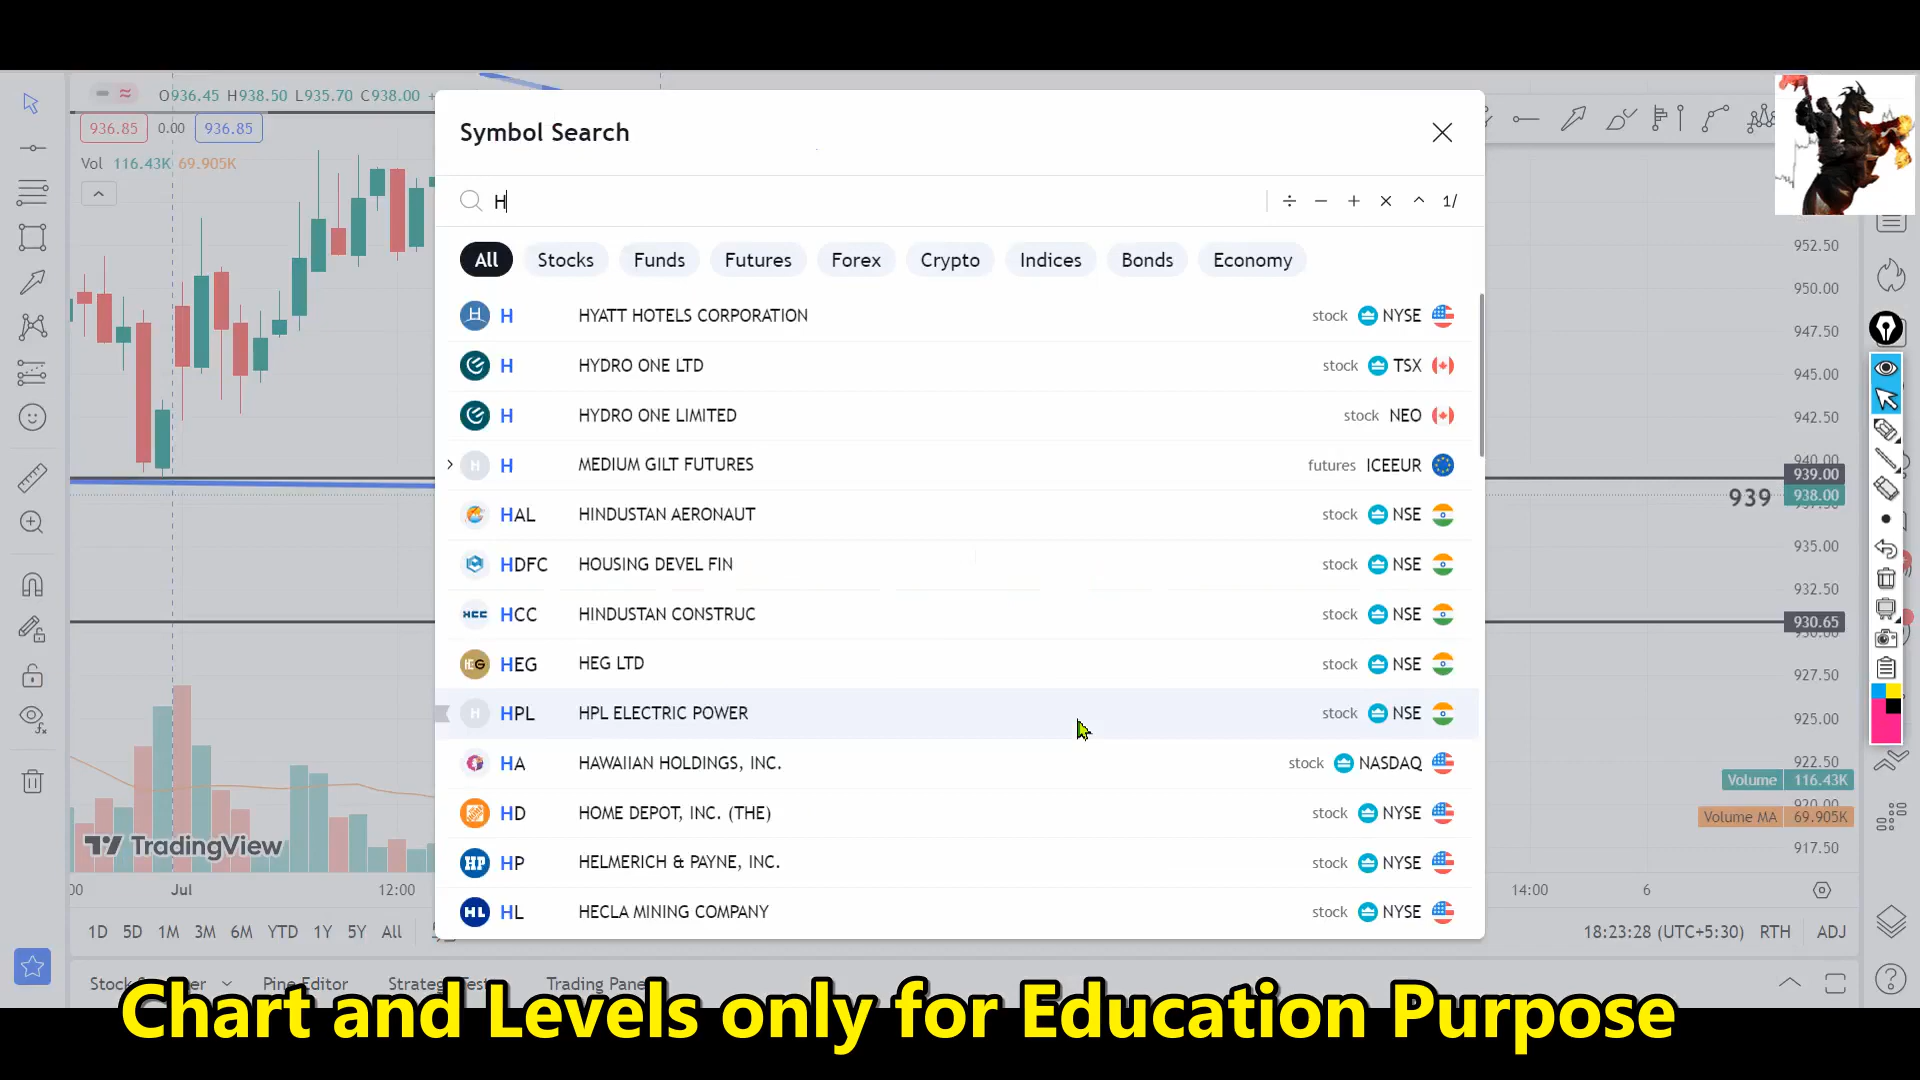 O936.45 H938.50 L935.70 C938.00
936.85 0.00 936.85
Vol 116.43K 69.905K
Symbol Search
H
÷ − + × ^ 1/
All Stocks Funds Futures Forex Crypto Indices Bonds Economy
H HYATT HOTELS CORPORATION stock NYSE
H HYDRO ONE LTD stock TSX
H HYDRO ONE LIMITED stock NEO
H H MEDIUM GILT FUTURES futures ICEEUR
HAL HINDUSTAN AERONAUT stock NSE
HDFC HOUSING DEVEL FIN stock NSE
HCC HCC HINDUSTAN CONSTRUC stock NSE
HEG HEG HEG LTD stock NSE
H HPL HPL ELECTRIC POWER stock NSE
HA HAWAIIAN HOLDINGS, INC. stock NASDAQ
HD HOME DEPOT, INC. (THE) stock NYSE
HP HP HELMERICH & PAYNE, INC. stock NYSE
HL HL HECLA MINING COMPANY stock NYSE
952.50
950.00
947.50
945.00
942.50
940.00
939.00
939 938.00
935.00
932.50
930.65
927.50
925.00
922.50
Volume 116.43K
920.00
Volume MA 69.905K
917.50
TradingView
00 Jul 12:00 14:00 6
1D 5D 1M 3M 6M YTD 1Y 5Y All
18:23:28 (UTC+5:30) RTH ADJ
Pine Editor
Chart and Levels only for Education Purpose